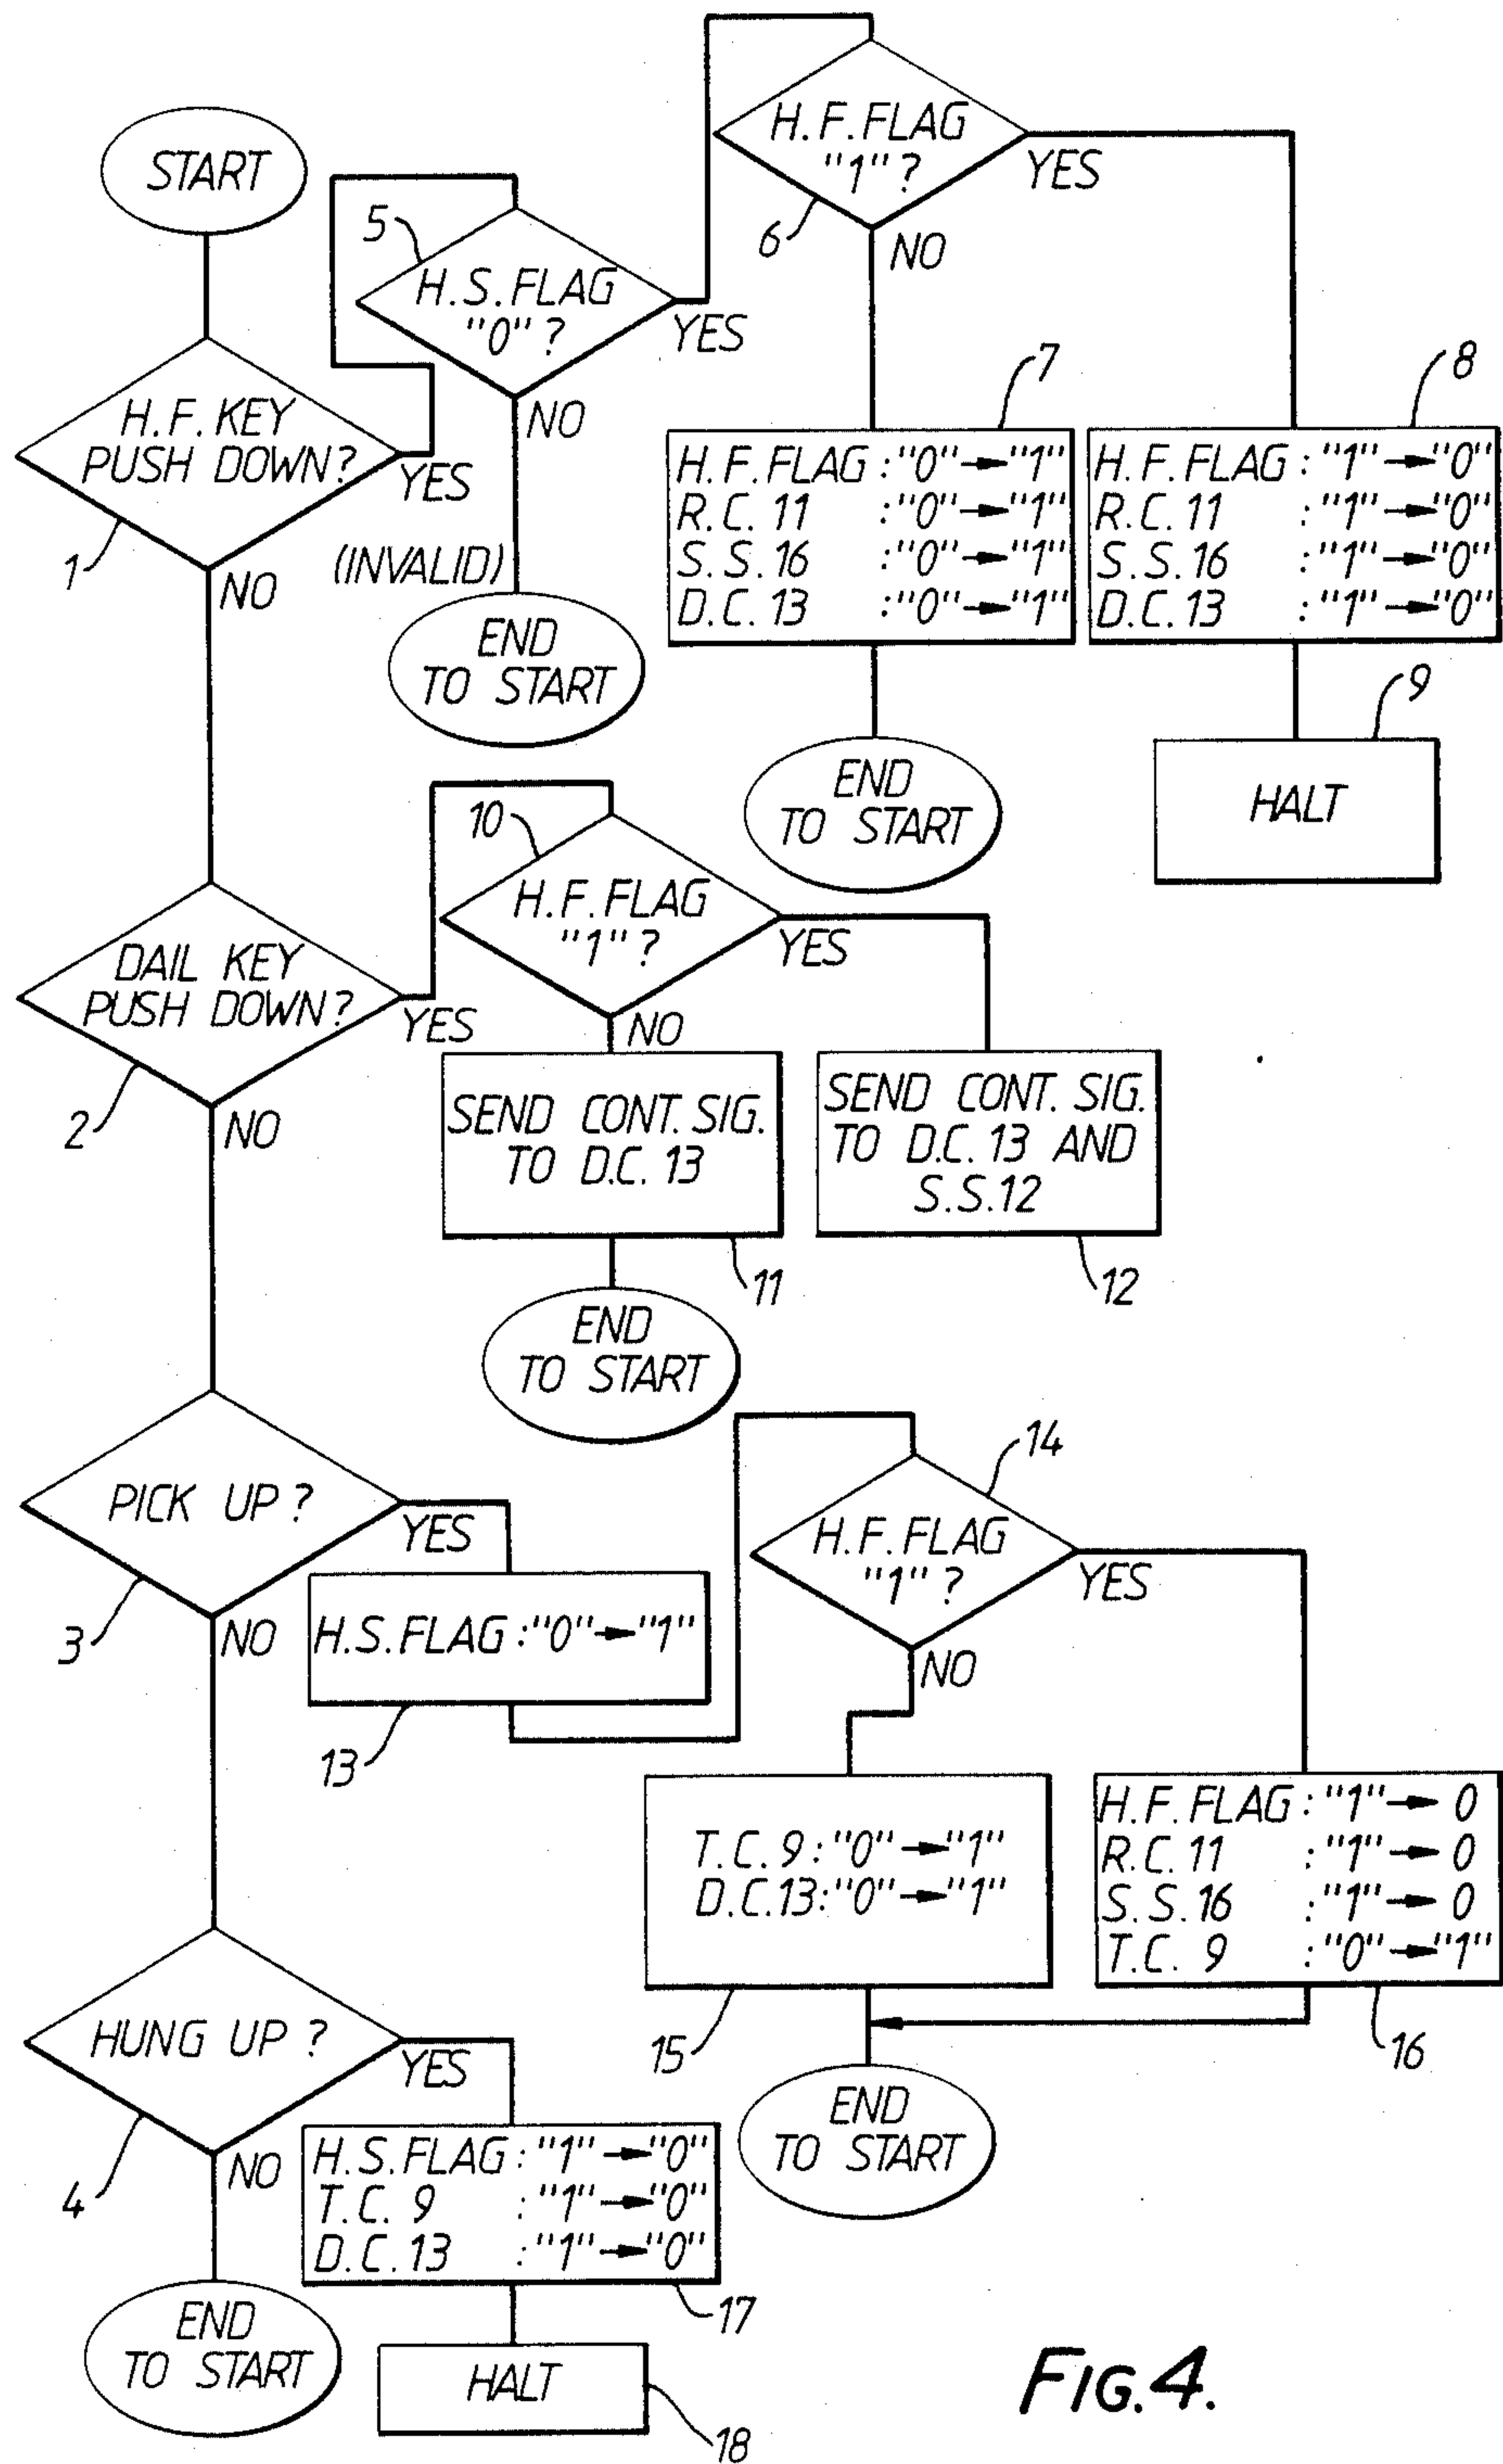 START
H.F. KEY
PUSH DOWN?
YES
1
NO
5
H.S. FLAG
"0"?
YES
NO
(INVALID)
END
TO START
H.F. FLAG
"1"?
YES
6
NO
7
H.F. FLAG :"0"→"1"
R.C. 11 :"0"→"1"
S.S. 16 :"0"→"1"
D.C. 13 :"0"→"1"
END
TO START
8
H.F. FLAG :"1"→"0"
R.C. 11 :"1"→"0"
S.S. 16 :"1"→"0"
D.C. 13 :"1"→"0"
9
HALT
DAIL KEY
PUSH DOWN?
YES
2
NO
10
H.F. FLAG
"1"?
YES
NO
SEND CONT. SIG.
TO D.C. 13
11
END
TO START
SEND CONT. SIG.
TO D.C. 13 AND
S.S. 12
12
PICK UP?
YES
3
NO
H.S. FLAG :"0"→"1"
13
14
H.F. FLAG
"1"?
YES
NO
T.C. 9 :"0"→"1"
D.C. 13 :"0"→"1"
15
H.F. FLAG :"1"→ 0
R.C. 11 :"1"→ 0
S.S. 16 :"1"→ 0
T.C. 9 :"0"→"1"
16
END
TO START
HUNG UP?
YES
4
NO
END
TO START
H.S. FLAG :"1"→"0"
T.C. 9 :"1"→"0"
D.C. 13 :"1"→"0"
17
HALT
18
FIG.4.